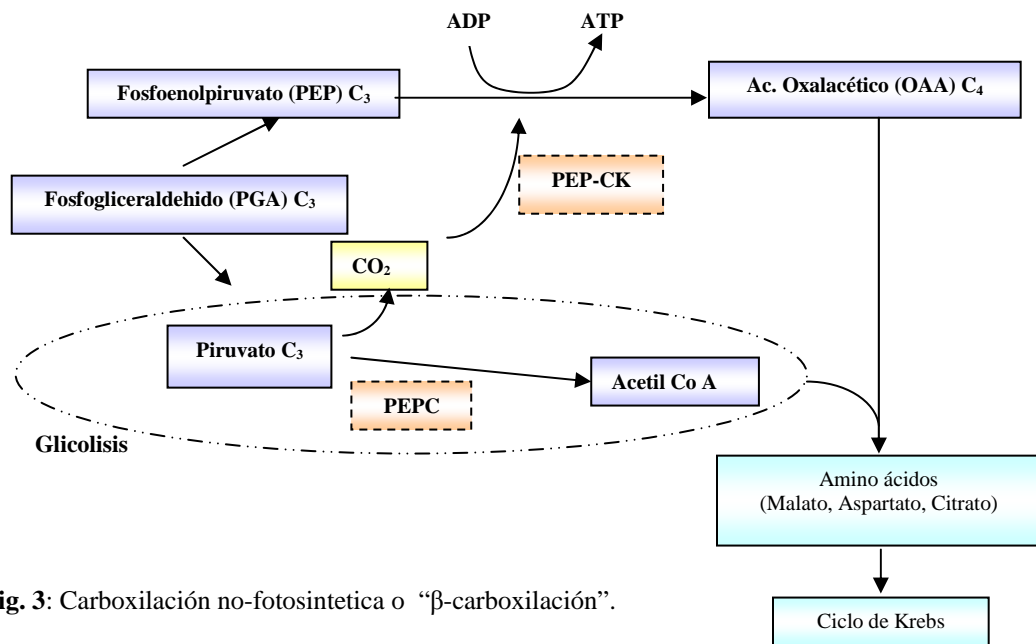 ADP ATP
Fosfoenolpiruvato (PEP) C₃
Ac. Oxalacético (OAA) C₄
PEP-CK
Fosfogliceraldehido (PGA) C₃
CO₂
Piruvato C₃
Acetil Co A
PEPC
Glicolisis
Amino ácidos
(Malato, Aspartato, Citrato)
ig. 3: Carboxilación no-fotosintetica o “β-carboxilación”.
Ciclo de Krebs